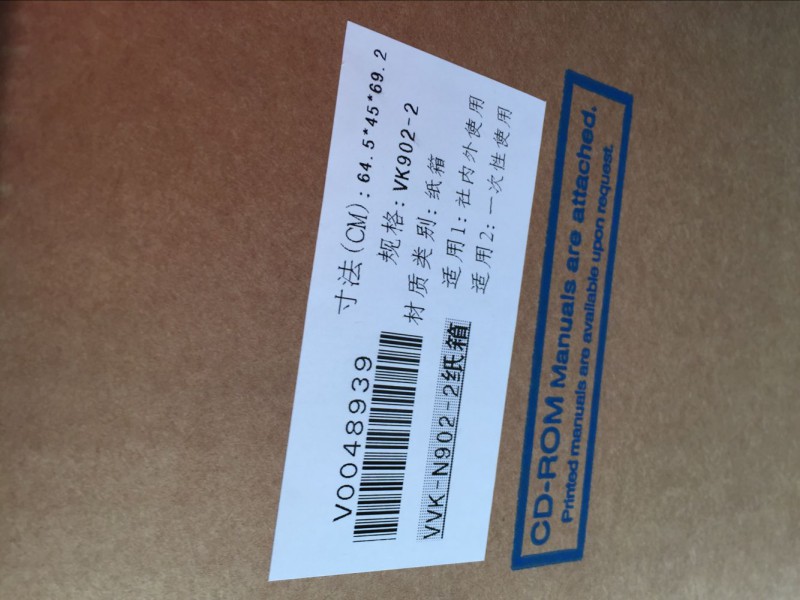 V0048939
VVK-N902-2纸箱
寸法(CM): 64.5*45*69.2
规格: VK902-2
材质类别: 纸箱
适用1: 社内外使用
适用2: 一次性使用
CD-ROM Manuals are attached.
Printed manuals are available upon request.